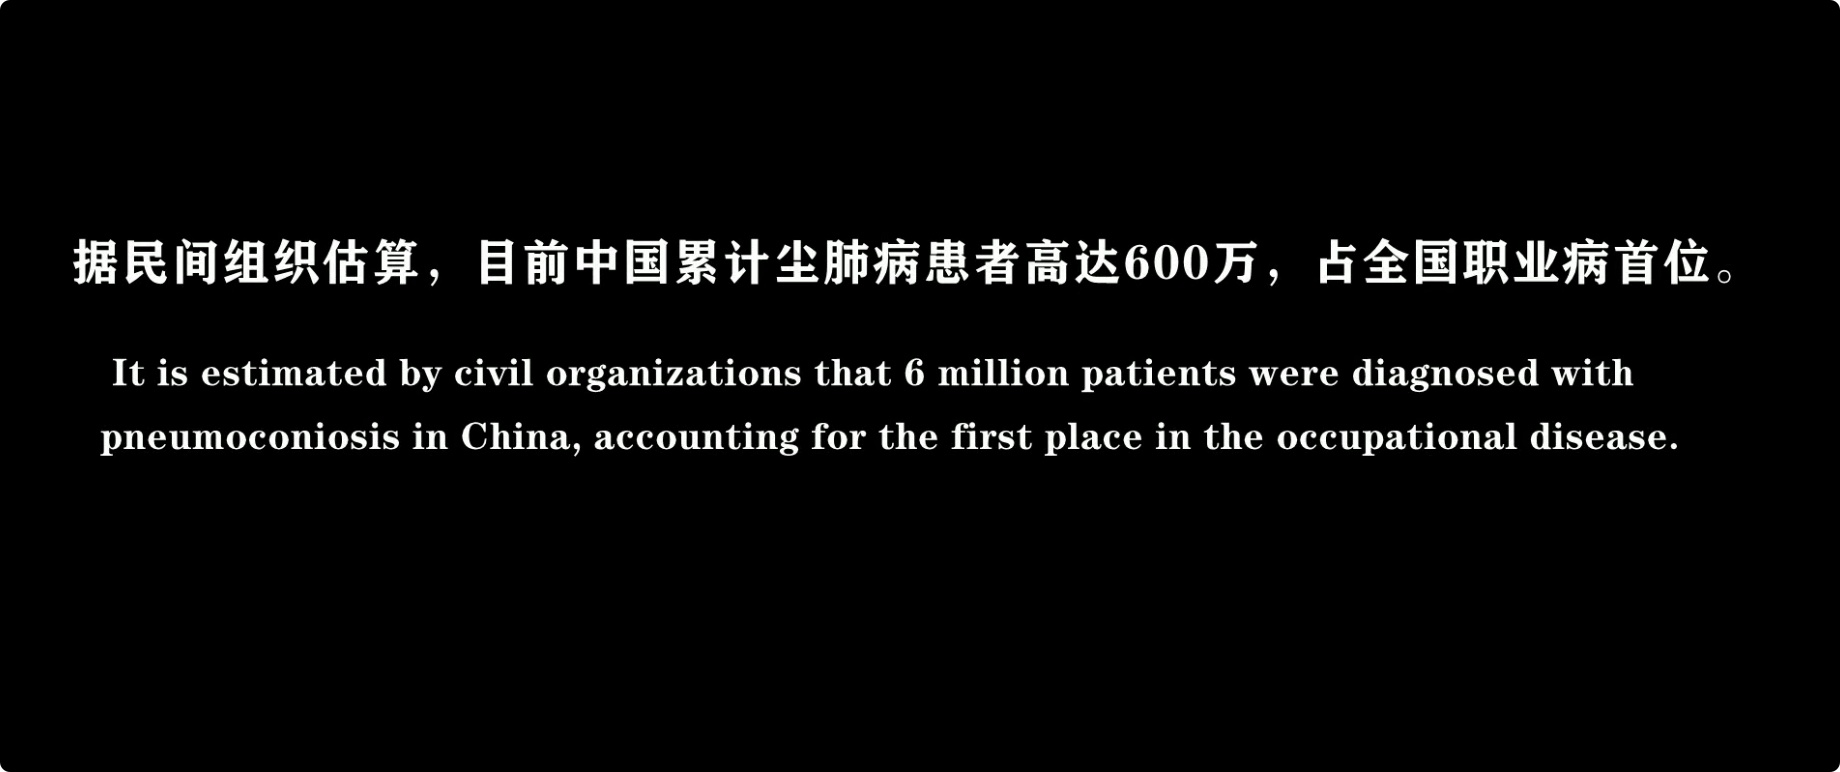 据民间组织估算，目前中国累计尘肺病患者高达600万，占全国职业病首位。
It is estimated by civil organizations that 6 million patients were diagnosed with
pneumoconiosis in China, accounting for the first place in the occupational disease.